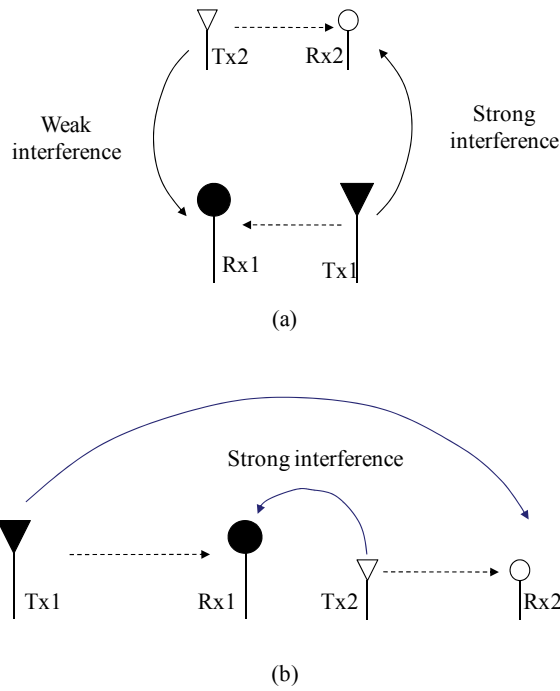 Tx2
Rx2
Weak
interference
Strong
interference
Rx1
Tx1
(a)
Strong interference
Tx1
Rx1
Tx2
Rx2
(b)